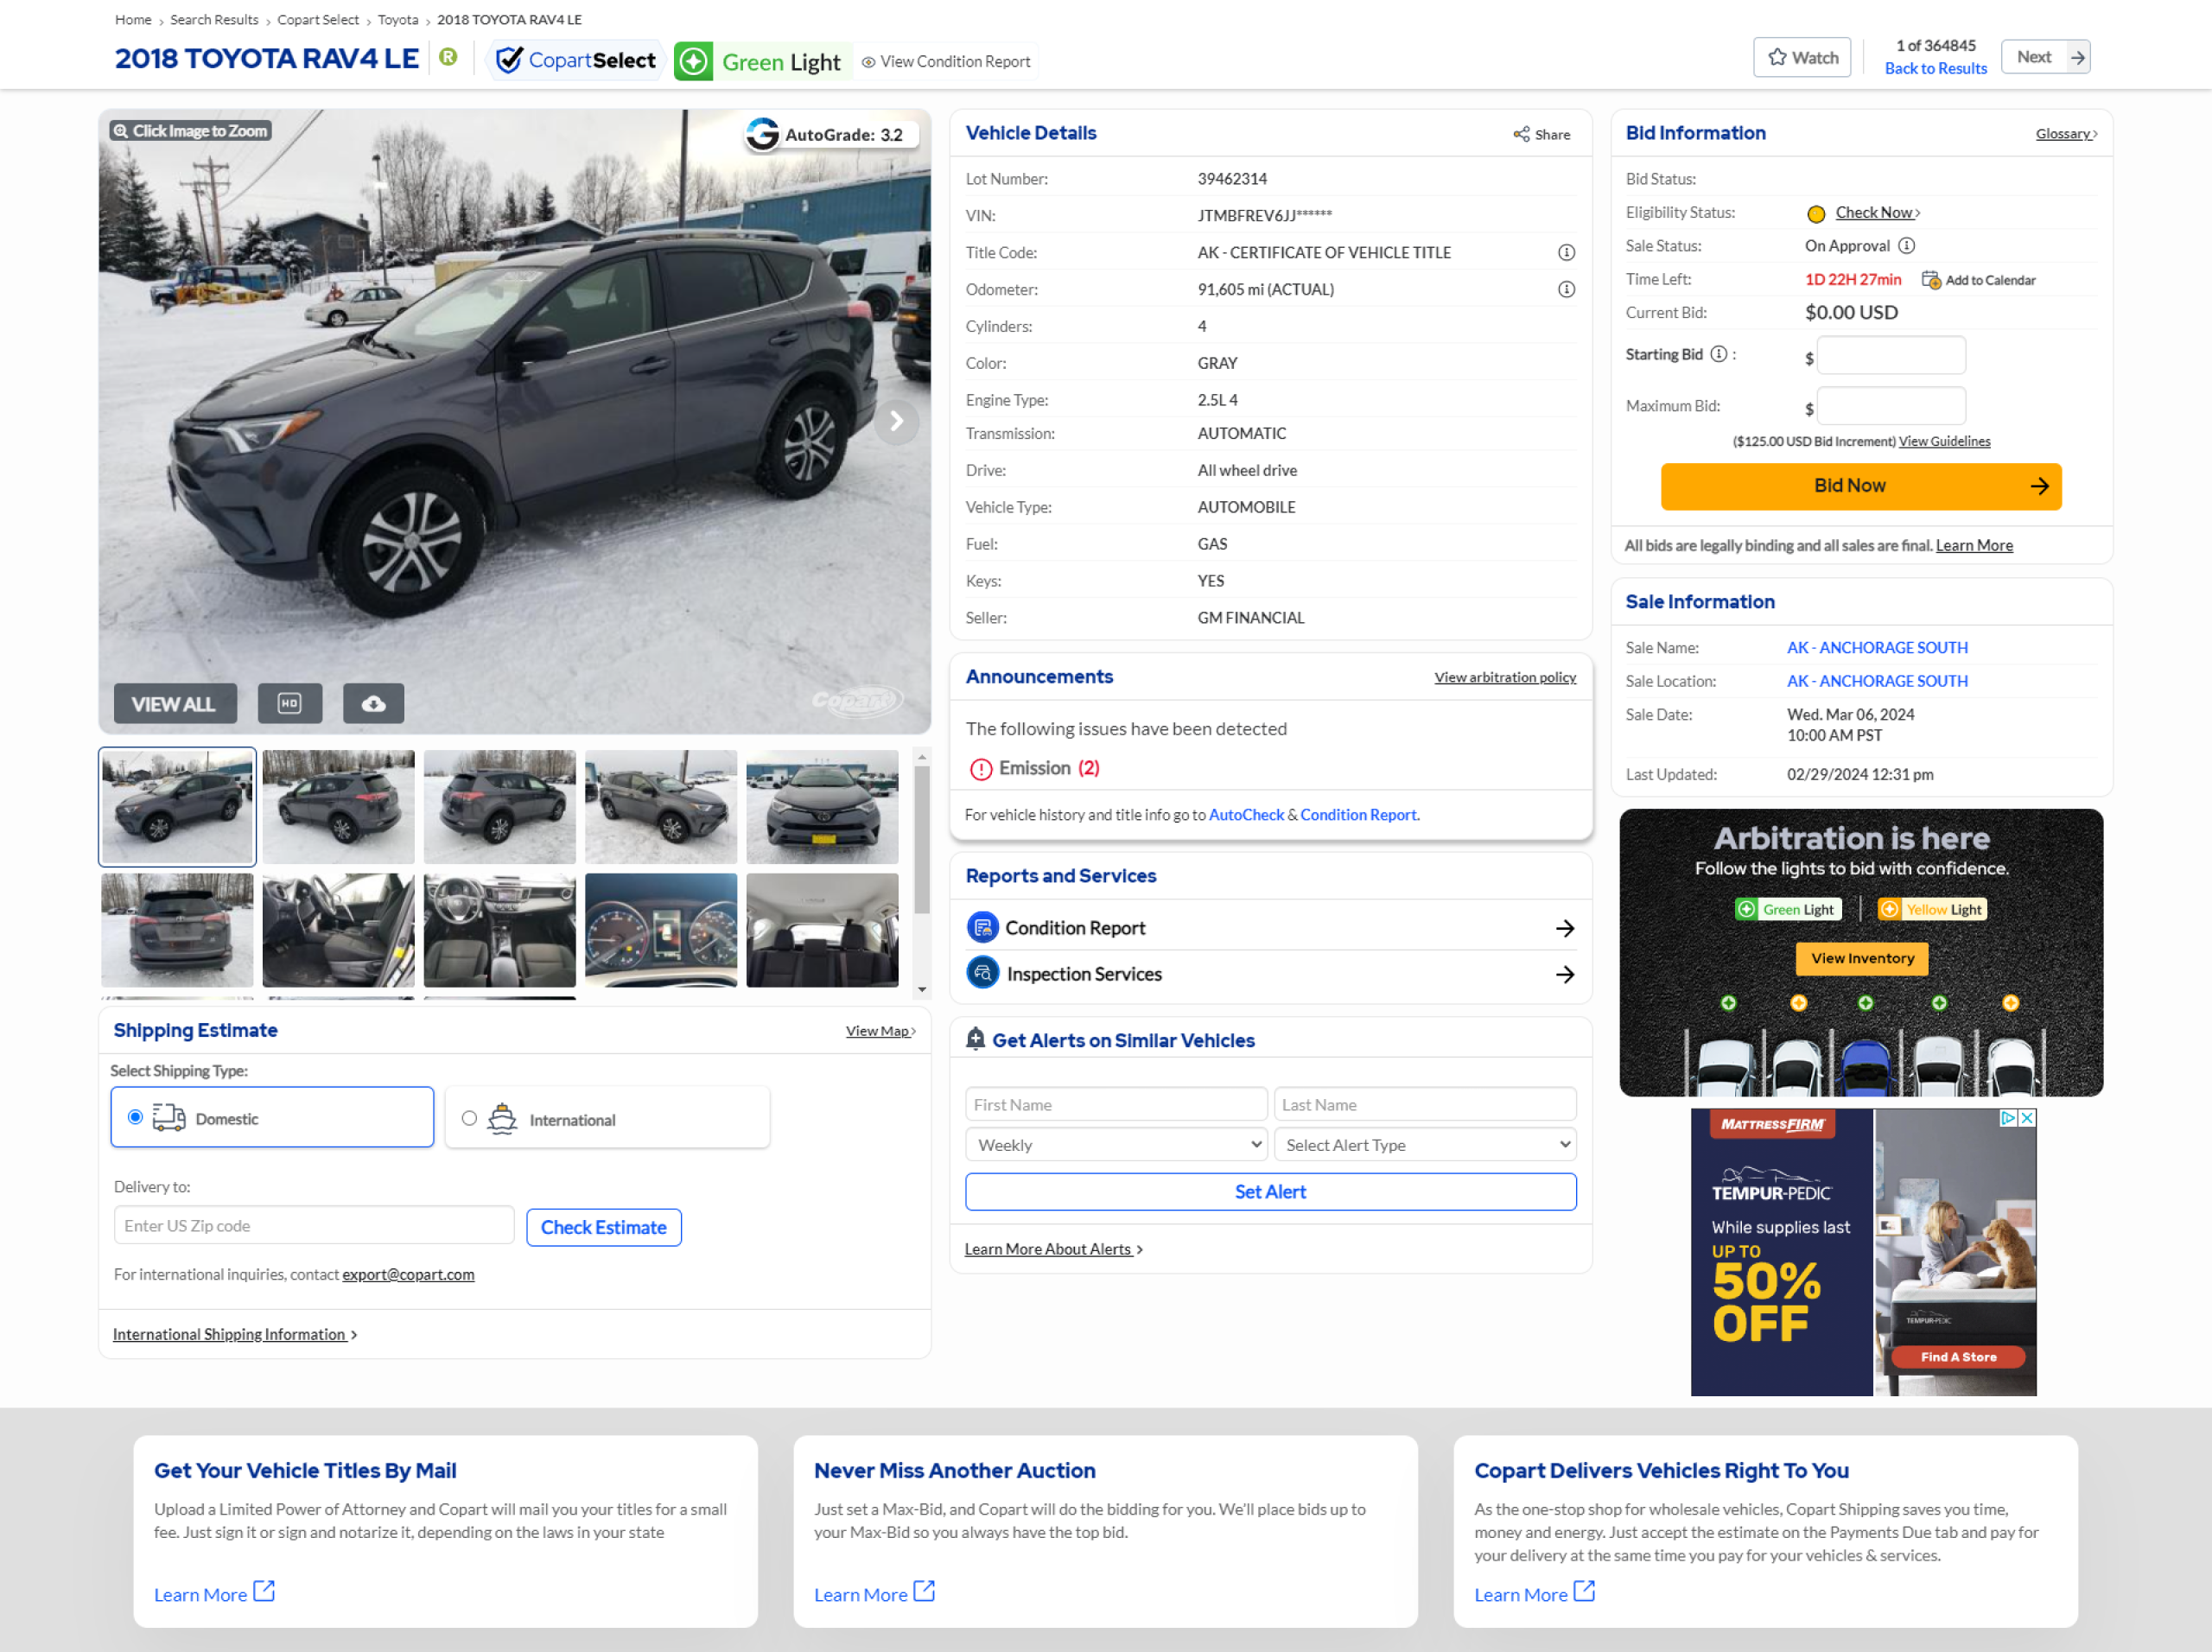 Home › Search Results › Copart Select › Toyota › 2018 TOYOTA RAV4 LE
2018 TOYOTA RAV4 LE
R
CopartSelect
Green Light
View Condition Report
Watch
1 of 364845
Back to Results
Next
Click Image to Zoom
AutoGrade: 3.2
VIEW ALL
HD
Copart
Shipping Estimate
View Map ›
Select Shipping Type:
Domestic
International
Delivery to:
Enter US Zip code
Check Estimate
For international inquiries, contact export@copart.com
International Shipping Information ›
Vehicle Details
Share
Lot Number: 39462314
VIN: JTMBFREV6JJ******
Title Code: AK - CERTIFICATE OF VEHICLE TITLE
Odometer: 91,605 mi (ACTUAL)
Cylinders: 4
Color: GRAY
Engine Type: 2.5L 4
Transmission: AUTOMATIC
Drive: All wheel drive
Vehicle Type: AUTOMOBILE
Fuel: GAS
Keys: YES
Seller: GM FINANCIAL
Announcements
View arbitration policy
The following issues have been detected
Emission (2)
For vehicle history and title info go to AutoCheck & Condition Report.
Reports and Services
Condition Report
Inspection Services
Get Alerts on Similar Vehicles
First Name
Last Name
Weekly
Select Alert Type
Set Alert
Learn More About Alerts ›
Bid Information
Glossary ›
Bid Status:
Eligibility Status: Check Now ›
Sale Status: On Approval
Time Left: 1D 22H 27min Add to Calendar
Current Bid: $0.00 USD
Starting Bid : $
Maximum Bid: $
($125.00 USD Bid Increment) View Guidelines
Bid Now
All bids are legally binding and all sales are final. Learn More
Sale Information
Sale Name: AK - ANCHORAGE SOUTH
Sale Location: AK - ANCHORAGE SOUTH
Sale Date: Wed. Mar 06, 2024
10:00 AM PST
Last Updated: 02/29/2024 12:31 pm
Arbitration is here
Follow the lights to bid with confidence.
Green Light | Yellow Light
View Inventory
MATTRESSFIRM
TEMPUR-PEDIC
While supplies last
UP TO
50%
OFF
TEMPUR-PEDIC
Find A Store
Get Your Vehicle Titles By Mail
Upload a Limited Power of Attorney and Copart will mail you your titles for a small
fee. Just sign it or sign and notarize it, depending on the laws in your state
Learn More
Never Miss Another Auction
Just set a Max-Bid, and Copart will do the bidding for you. We'll place bids up to
your Max-Bid so you always have the top bid.
Learn More
Copart Delivers Vehicles Right To You
As the one-stop shop for wholesale vehicles, Copart Shipping saves you time,
money and energy. Just accept the estimate on the Payments Due tab and pay for
your delivery at the same time you pay for your vehicles & services.
Learn More